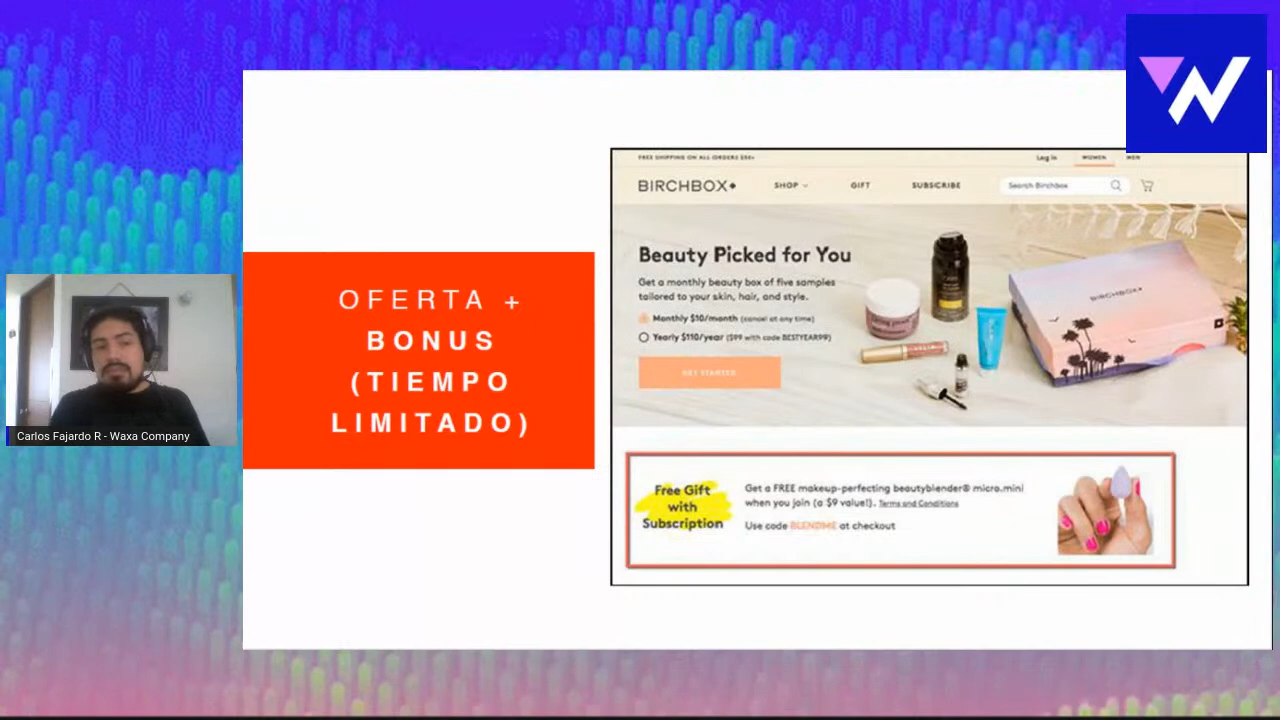 OFERTA +
BONUS
(TIEMPO
LIMITADO)
Carlos Fajardo R - Waxa Company
FREE SHIPPING ON ALL ORDERS $35+
Log in
WOMEN
MEN
BIRCHBOX
SHOP
GIFT
SUBSCRIBE
Search Birchbox
Beauty Picked for You
Get a monthly beauty box of five samples
tailored to your skin, hair, and style.
Monthly $10/month (cancel at any time)
Yearly $110/year ($99 with code BESTYEAR99)
GET STARTED
BIRCHBOX
Free Gift
with
Subscription
Get a FREE makeup-perfecting beautyblender® micro.mini
when you join (a $9 value!). Terms and Conditions
Use code BLENDME at checkout